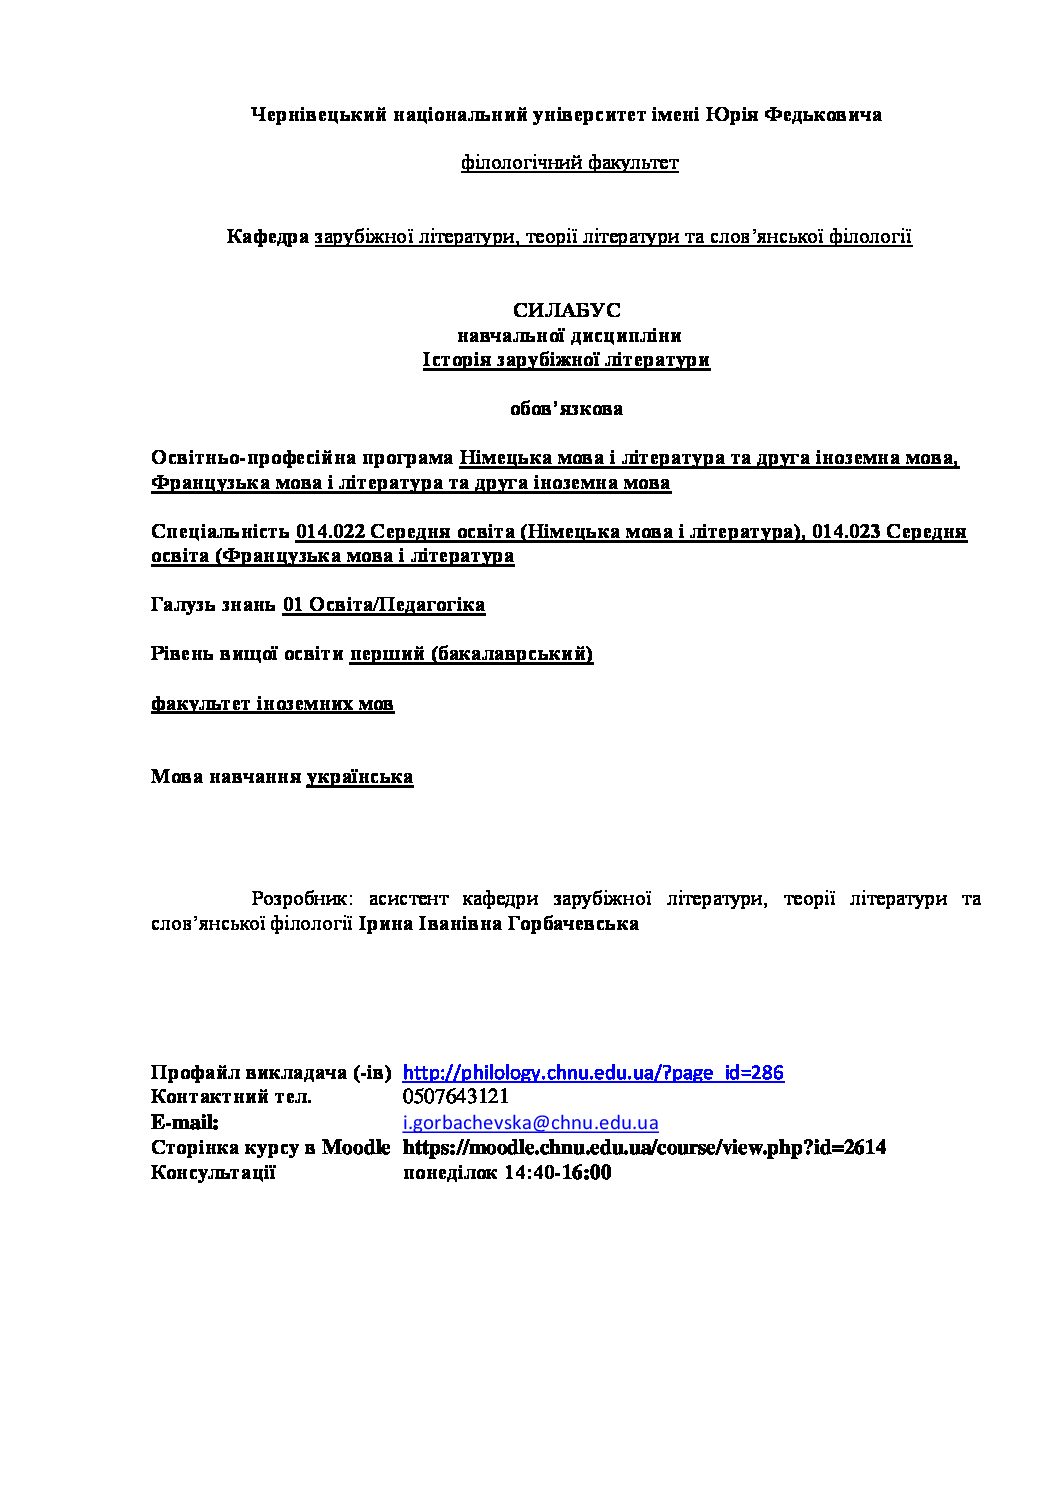 Чернівецький національний університет імені Юрія Федьковича
філологічний факультет
Кафедра зарубіжної літератури, теорії літератури та слов’янської філології
СИЛАБУС
навчальної дисципліни
Історія зарубіжної літератури
обов’язкова
Освітньо-професійна програма Німецька мова і література та друга іноземна мова,
Французька мова і література та друга іноземна мова
Спеціальність 014.022 Середня освіта (Німецька мова і література), 014.023 Середня
освіта (Французька мова і література
Галузь знань 01 Освіта/Педагогіка
Рівень вищої освіти перший (бакалаврський)
факультет іноземних мов
Мова навчання українська
Розробник: асистент кафедри зарубіжної літератури, теорії літератури та
слов’янської філології Ірина Іванівна Горбачевська
Профайл викладача (-ів) http://philology.chnu.edu.ua/?page_id=286
Контактний тел. 0507643121
E-mail: i.gorbachevska@chnu.edu.ua
Сторінка курсу в Moodle https://moodle.chnu.edu.ua/course/view.php?id=2614
Консультації понеділок 14:40-16:00